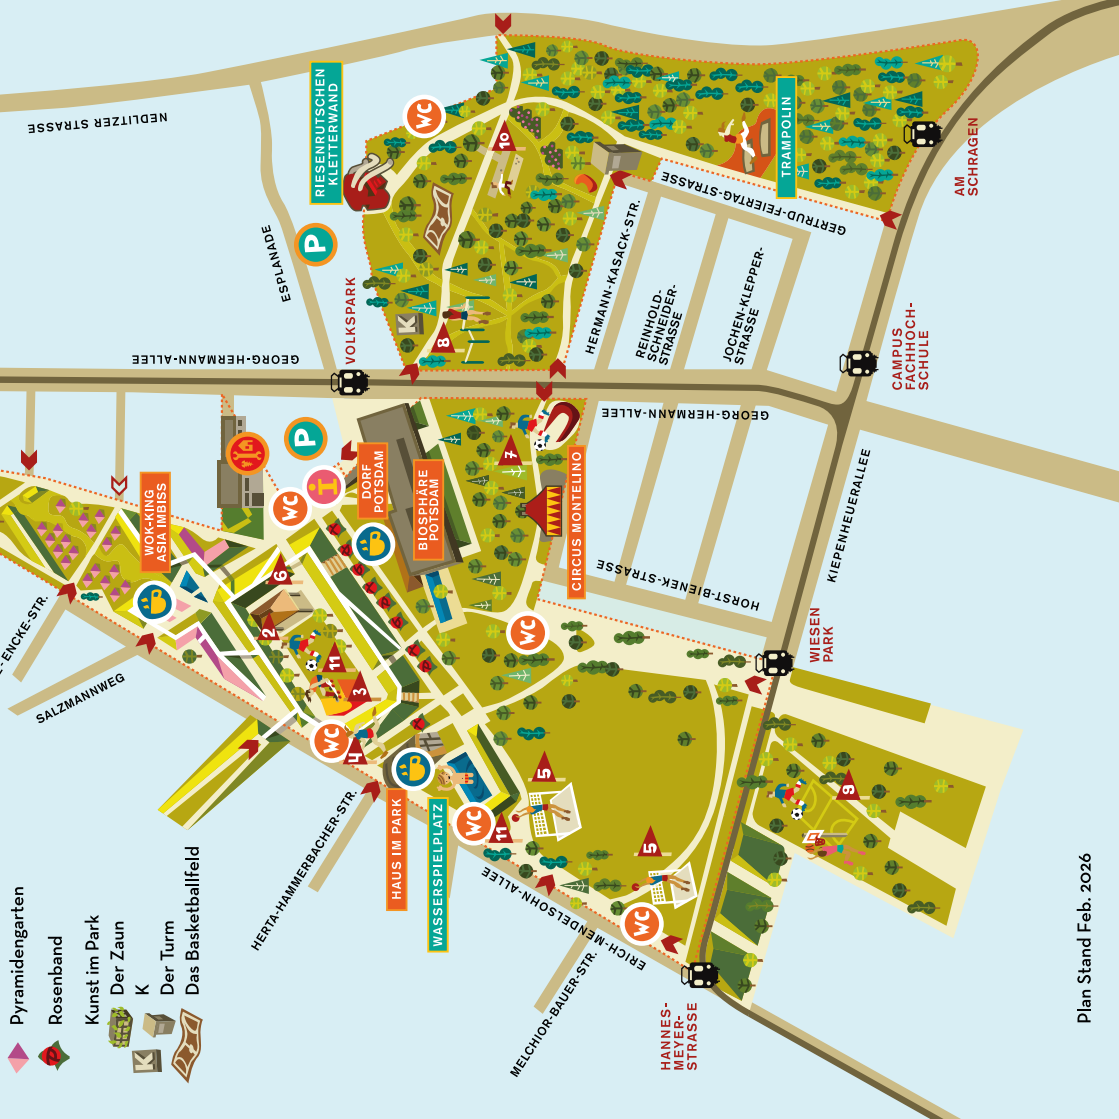 NEDLITZER STRASSE
ESPLANADE
RIESENRUTSCHEN
KLETTERWAND
WC
P
10
TRAMPOLIN
AM
SCHRAGEN
GERTRUD-FEIERTAG-STRASSE
HERMANN-KASACK-STR.
REINHOLD-
SCHNEIDER-
STRASSE
JOCHEN-KLEPPER-
STRASSE
VOLKSPARK
K
8
GEORG-HERMANN-ALLEE
GEORG-HERMANN-ALLEE
CAMPUS
FACHHOCH-
SCHULE
WOK-KING
ASIA IMBISS
P
i
WC
DORF
POTSDAM
BIOSPHÄRE
POTSDAM
7
CIRCUS MONTELINO
HORST-BIENEK-STRASSE
KIEPENHEUERALLEE
E-ENCKE-STR.
SALZMANNWEG
6
2
11
3
WC
4
WC
WIESEN
PARK
HERTA-HAMMERBACHER-STR.
HAUS IM PARK
WASSERSPIELPLATZ
WC
11
5
5
9
WC
ERICH-MENDELSOHN-ALLEE
MELCHIOR-BAUER-STR.
HANNES-
MEYER-
STRASSE
Pyramidengarten
Rosenband
Kunst im Park
Der Zaun
K
K
Der Turm
Das Basketballfeld
Plan Stand Feb. 2026